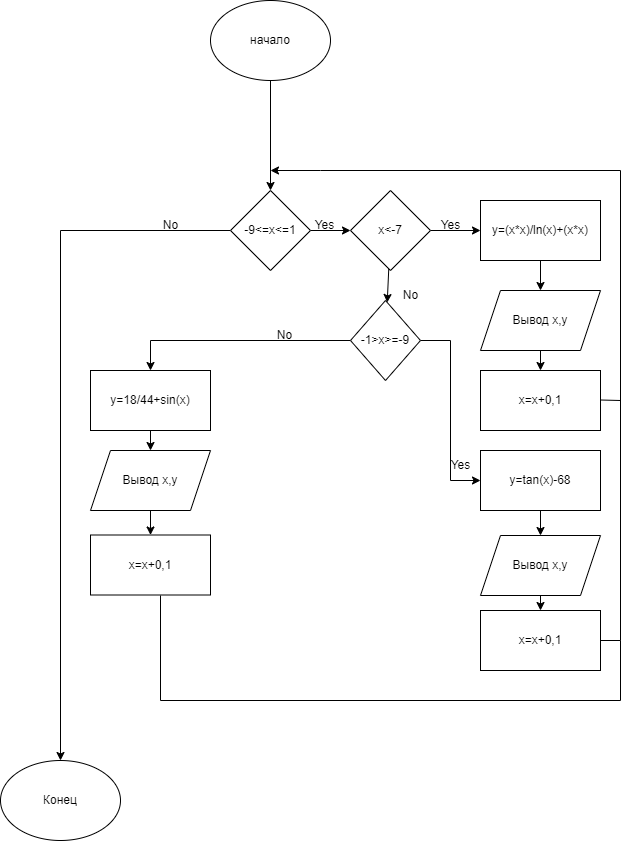 начало
No
-9<=x<=1
Yes
x<-7
Yes
y=(x*x)/ln(x)+(x*x)
No
Вывод x,y
No
-1>x>=-9
y=18/44+sin(x)
x=x+0,1
Yes
Вывод x,y
y=tan(x)-68
x=x+0,1
Вывод x,y
x=x+0,1
Конец